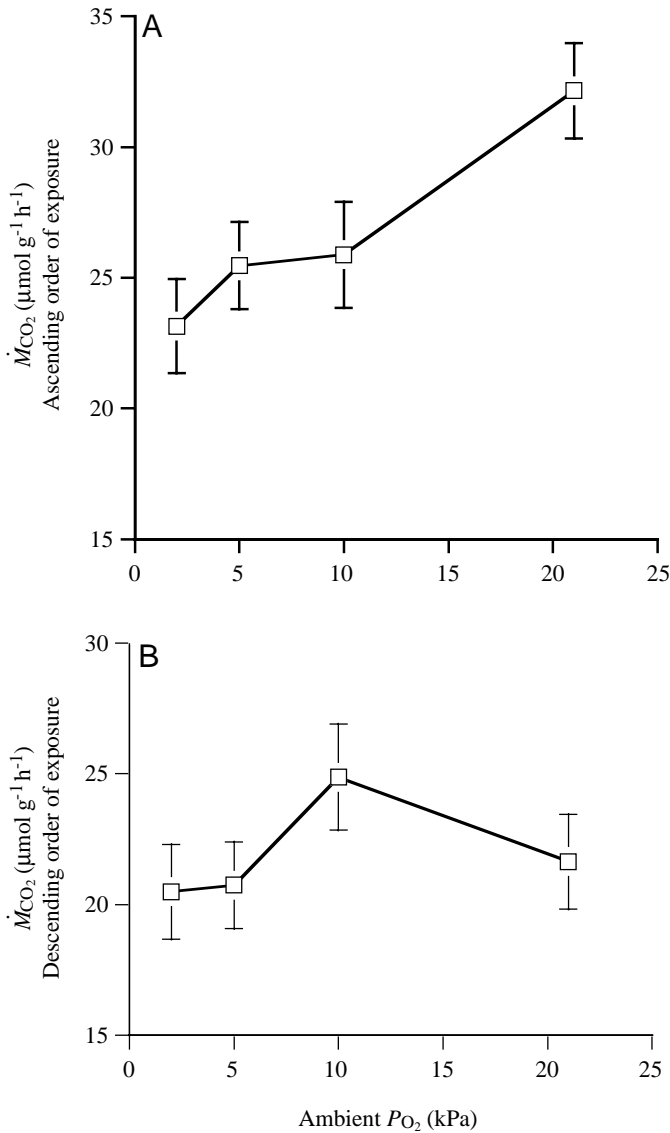 A
35
30
25
20
15
0 5 10 15 20 25
ṀCO₂ (μmol g⁻¹ h⁻¹)
Ascending order of exposure
B
30
25
20
15
0 5 10 15 20 25
ṀCO₂ (μmol g⁻¹ h⁻¹)
Descending order of exposure
Ambient PO₂ (kPa)